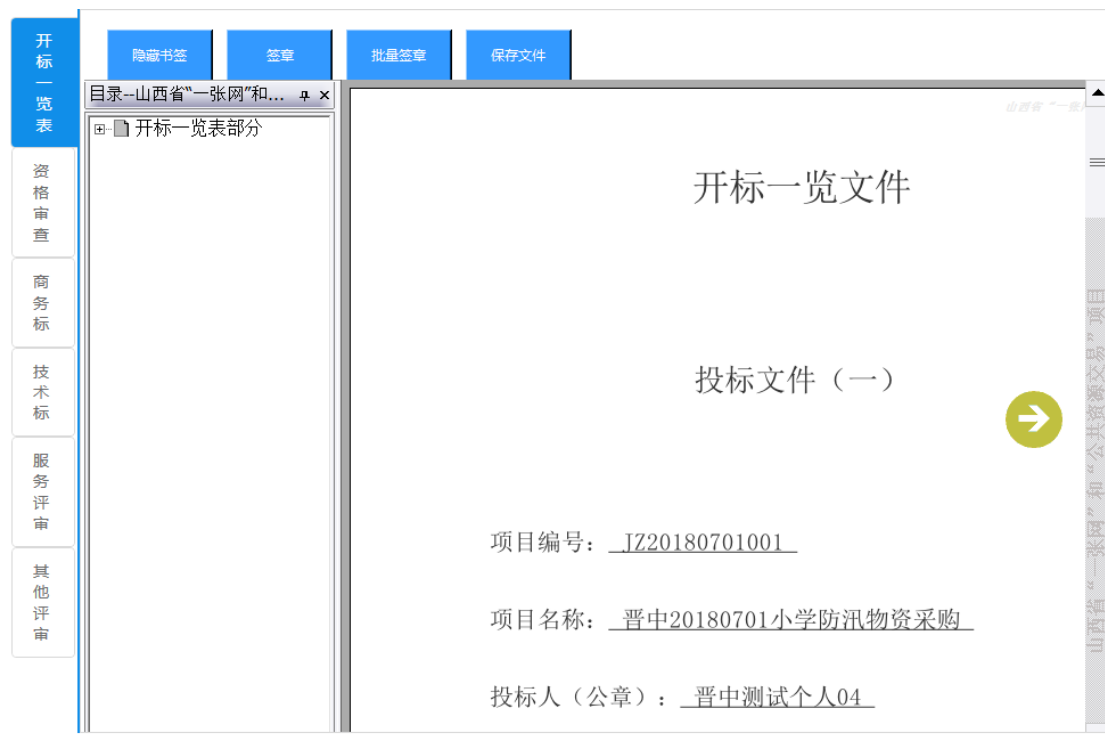 开标一览表
资格审查
商务标
技术标
服务评审
其他评审
隐藏书签
签章
批量签章
保存文件
目录--山西省“一张网”和...
开标一览表部分
山西省“一张
开标一览文件
投标文件（一）
项目编号：JZ20180701001
项目名称：晋中20180701小学防汛物资采购
投标人（公章）：晋中测试个人04
山西省“一张网”和“公共资源交易”项目